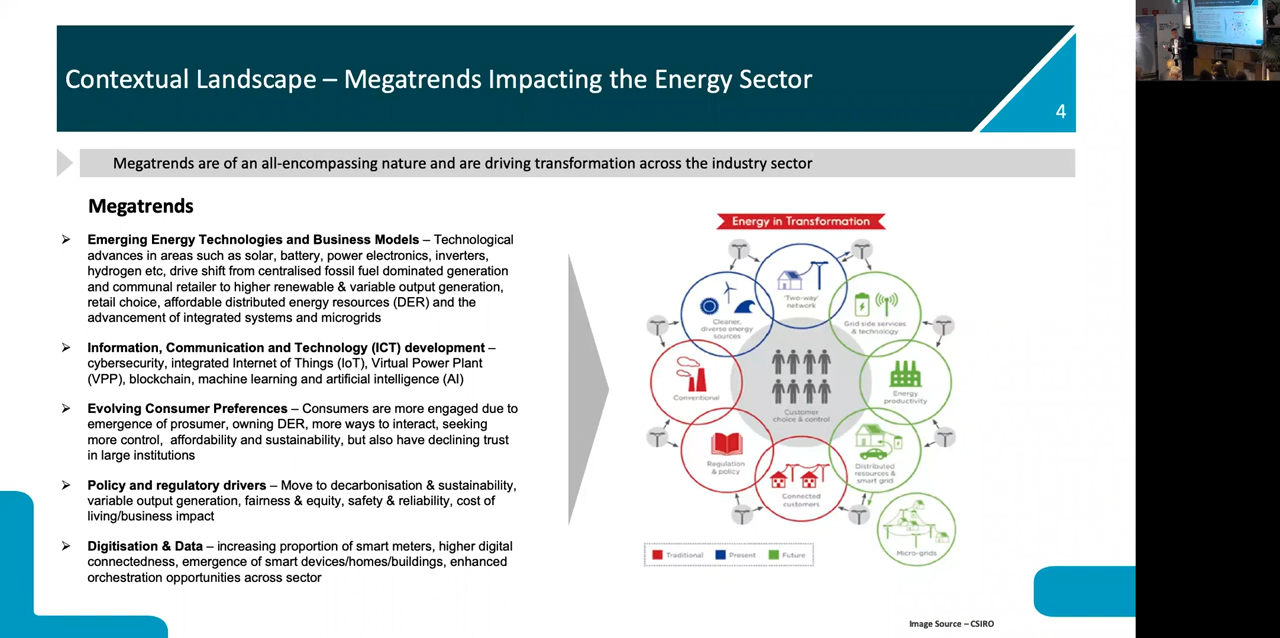 Contextual Landscape – Megatrends Impacting the Energy Sector
4
Megatrends are of an all-encompassing nature and are driving transformation across the industry sector
Megatrends
Emerging Energy Technologies and Business Models – Technological
advances in areas such as solar, battery, power electronics, inverters,
hydrogen etc, drive shift from centralised fossil fuel dominated generation
and communal retailer to higher renewable & variable output generation,
retail choice, affordable distributed energy resources (DER) and the
advancement of integrated systems and microgrids
Information, Communication and Technology (ICT) development –
cybersecurity, integrated Internet of Things (IoT), Virtual Power Plant
(VPP), blockchain, machine learning and artificial intelligence (AI)
Evolving Consumer Preferences – Consumers are more engaged due to
emergence of prosumer, owning DER, more ways to interact, seeking
more control, affordability and sustainability, but also have declining trust
in large institutions
Policy and regulatory drivers – Move to decarbonisation & sustainability,
variable output generation, fairness & equity, safety & reliability, cost of
living/business impact
Digitisation & Data – increasing proportion of smart meters, higher digital
connectedness, emergence of smart devices/homes/buildings, enhanced
orchestration opportunities across sector
Energy in Transformation
'Two-way'
network
Cleaner,
diverse energy
sources
Grid side services
& technology
Conventional
Energy
productivity
Customer
choice & control
Regulation
& policy
Distributed
resources &
smart grid
Connected
customers
Micro-grids
Traditional
Present
Future
Image Source – CSIRO